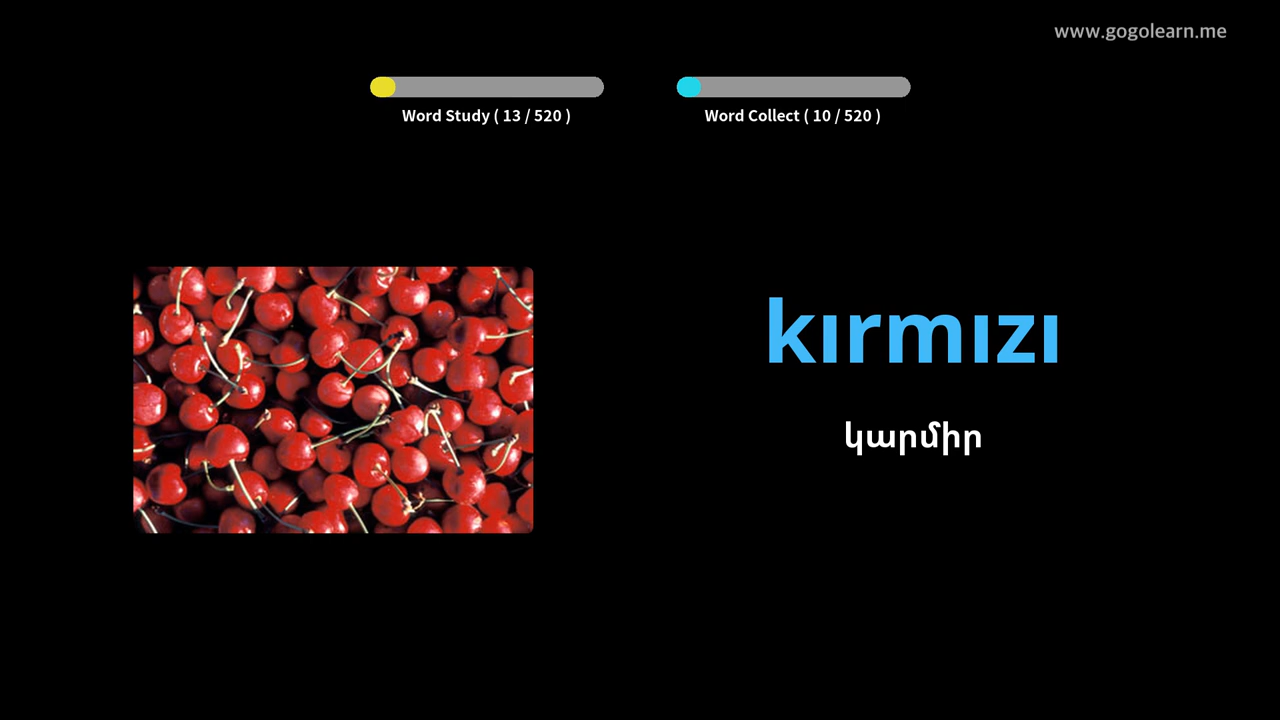 www.gogolearn.me
Word Study ( 13 / 520 )
Word Collect ( 10 / 520 )
kırmızı
կարմիր